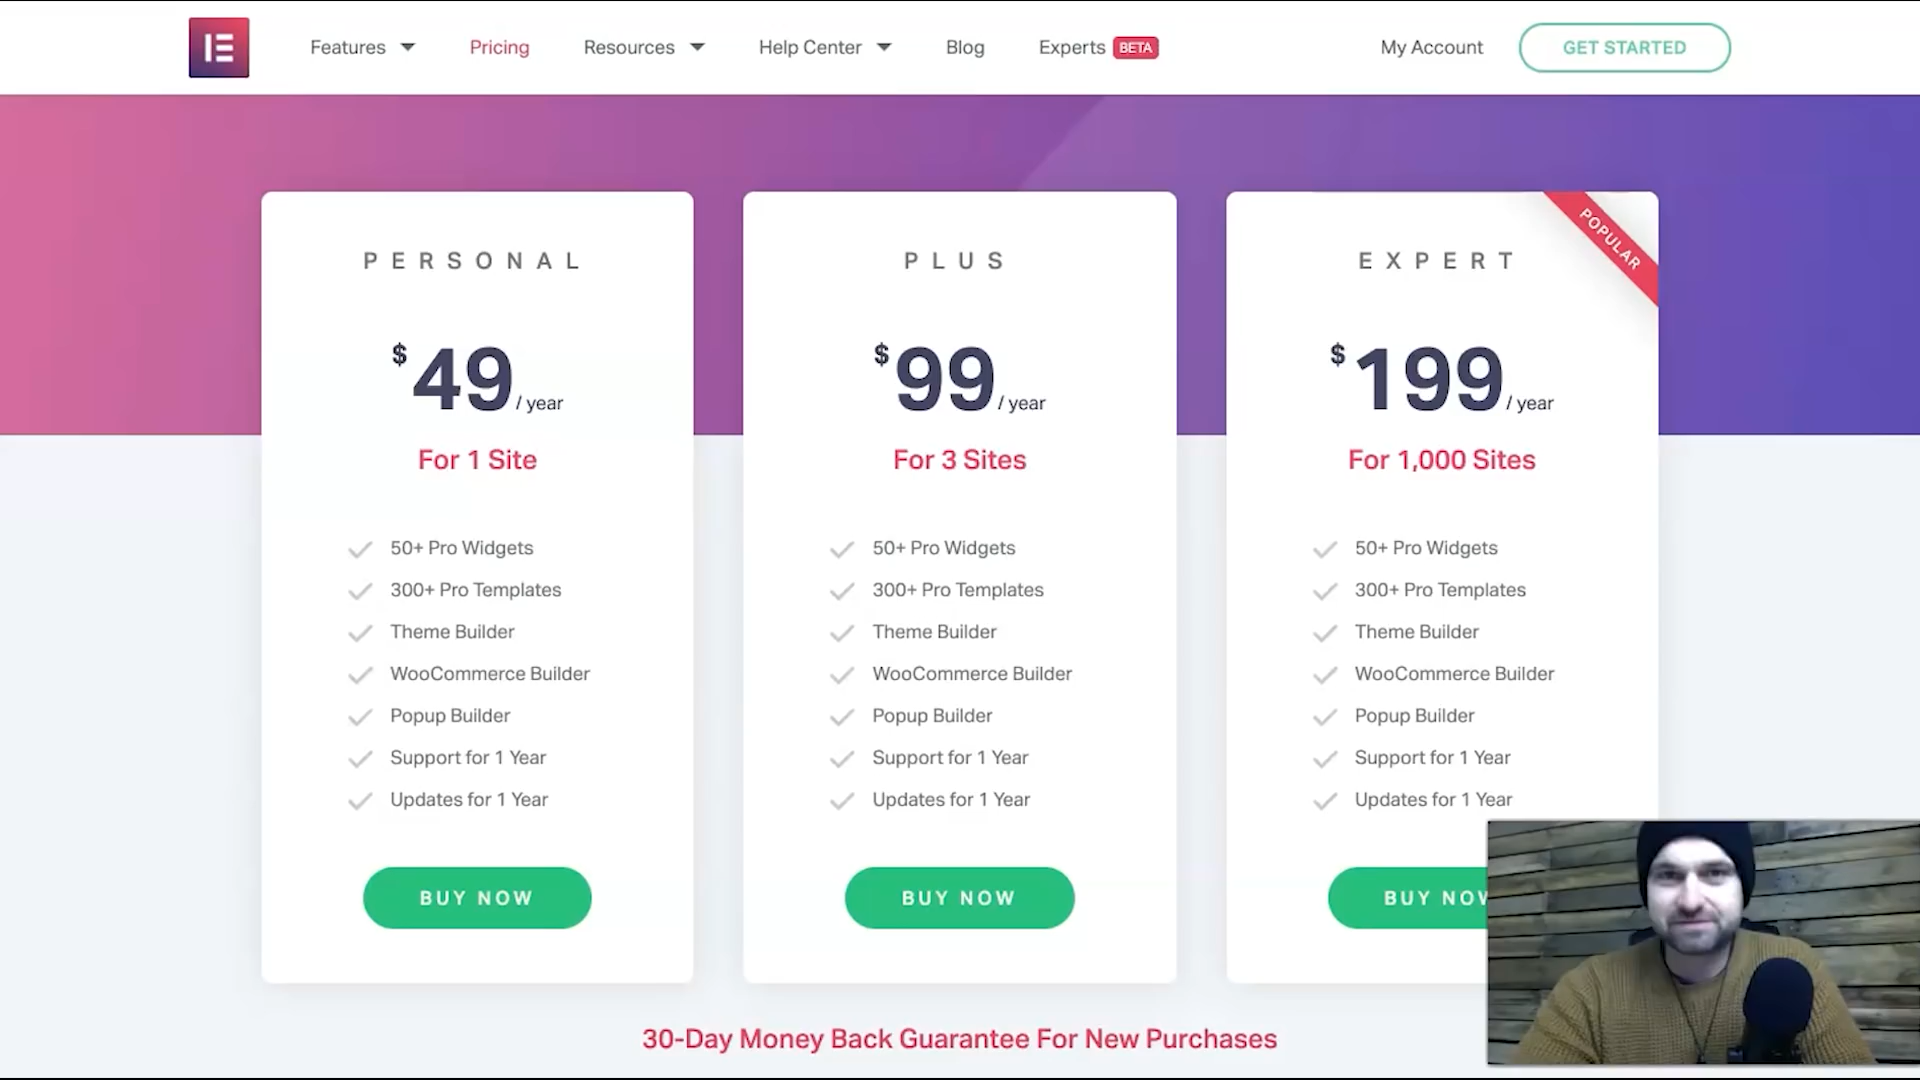 Features
Pricing
Resources
Help Center
Blog
Experts BETA
My Account
GET STARTED
PERSONAL
$49/ year
For 1 Site
50+ Pro Widgets
300+ Pro Templates
Theme Builder
WooCommerce Builder
Popup Builder
Support for 1 Year
Updates for 1 Year
BUY NOW
PLUS
$99/ year
For 3 Sites
50+ Pro Widgets
300+ Pro Templates
Theme Builder
WooCommerce Builder
Popup Builder
Support for 1 Year
Updates for 1 Year
BUY NOW
POPULAR
EXPERT
$199/ year
For 1,000 Sites
50+ Pro Widgets
300+ Pro Templates
Theme Builder
WooCommerce Builder
Popup Builder
Support for 1 Year
Updates for 1 Year
BUY NOW
30-Day Money Back Guarantee For New Purchases